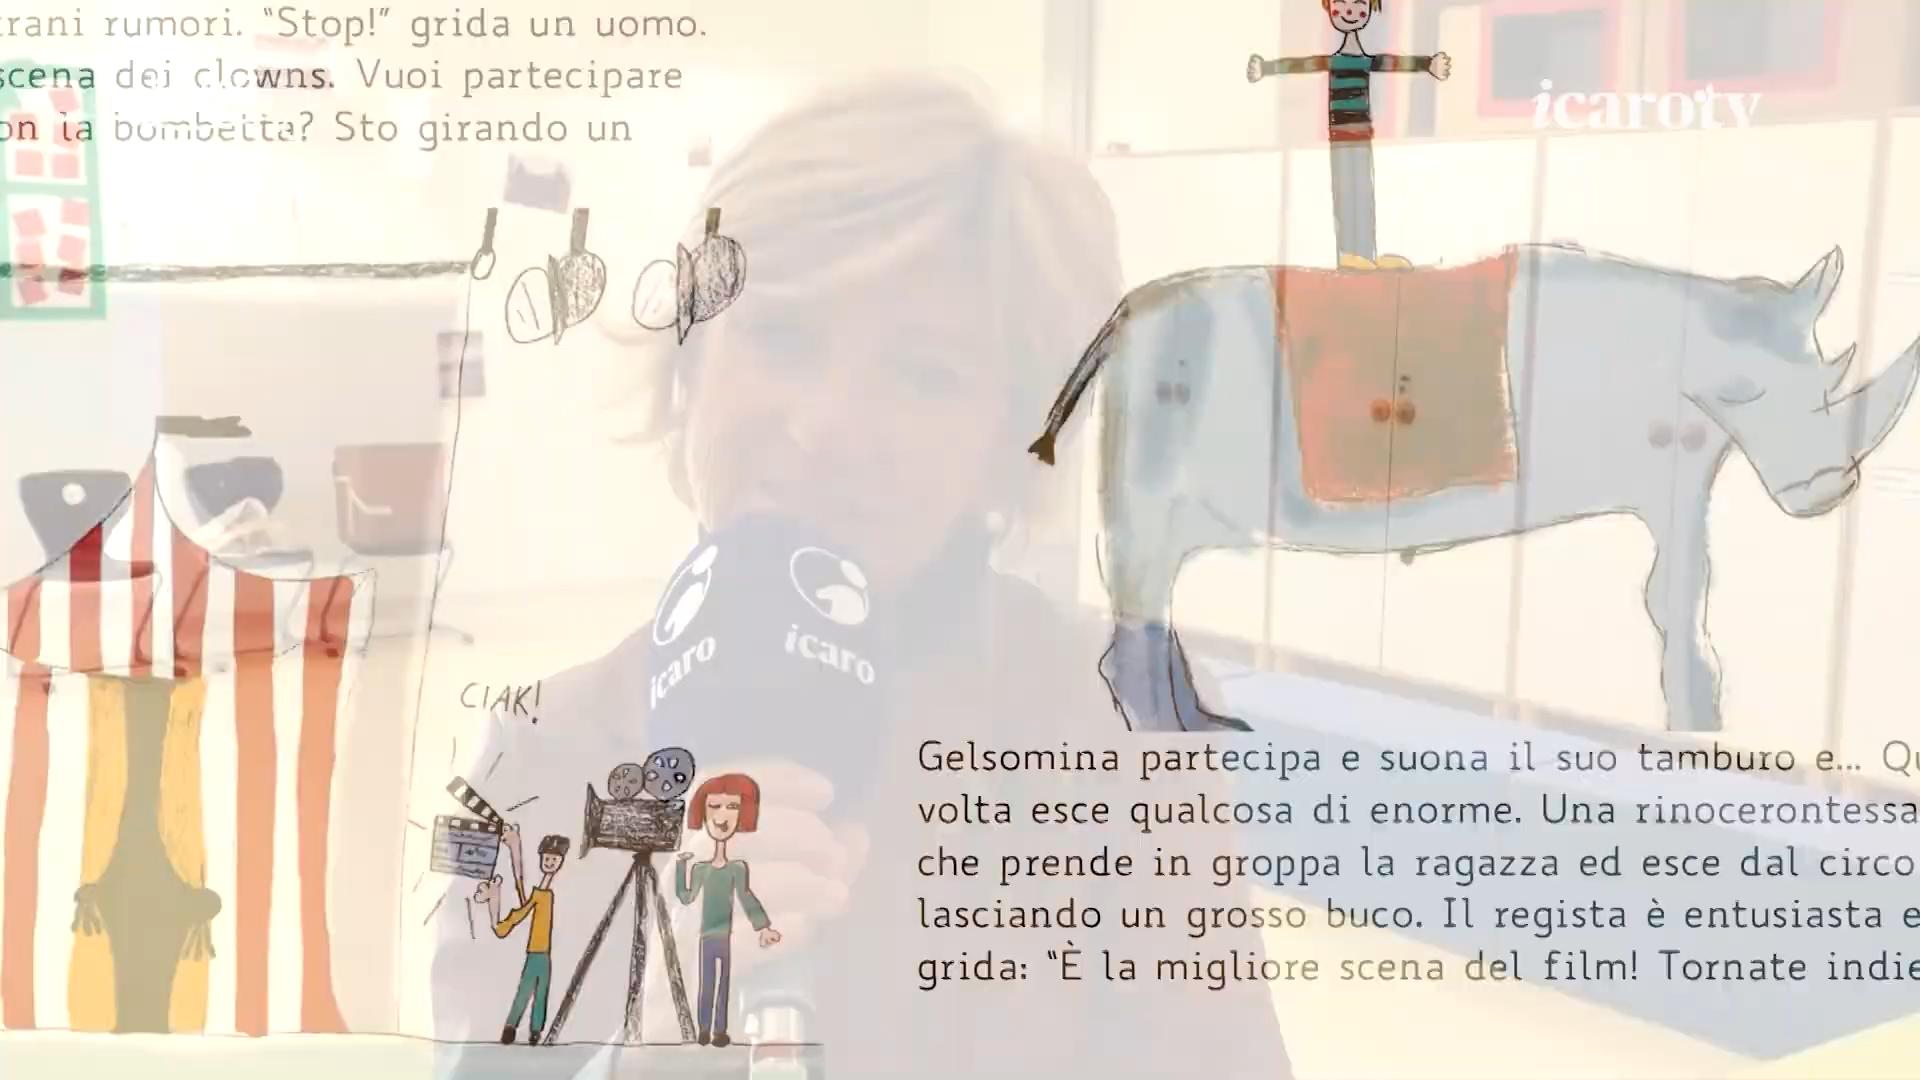 rani rumori. "Stop!" grida un uomo.
scena dei clowns. Vuoi partecipare
on la bombetta? Sto girando un
icaro tv
icaro
icaro
CIAK!
Gelsomina partecipa e suona il suo tamburo e... Qu
volta esce qualcosa di enorme. Una rinocerontessa
che prende in groppa la ragazza ed esce dal circo
lasciando un grosso buco. Il regista è entusiasta e
grida: "È la migliore scena del film! Tornate indie